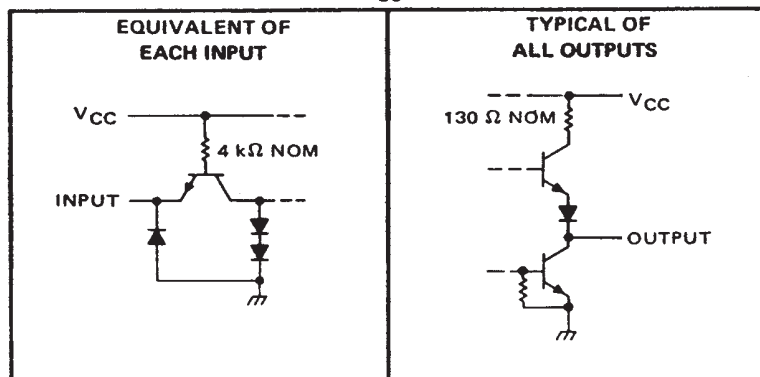 EQUIVALENT OF
EACH INPUT
VCC
4 kΩ NOM
INPUT
TYPICAL OF
ALL OUTPUTS
VCC
130 Ω NOM
OUTPUT